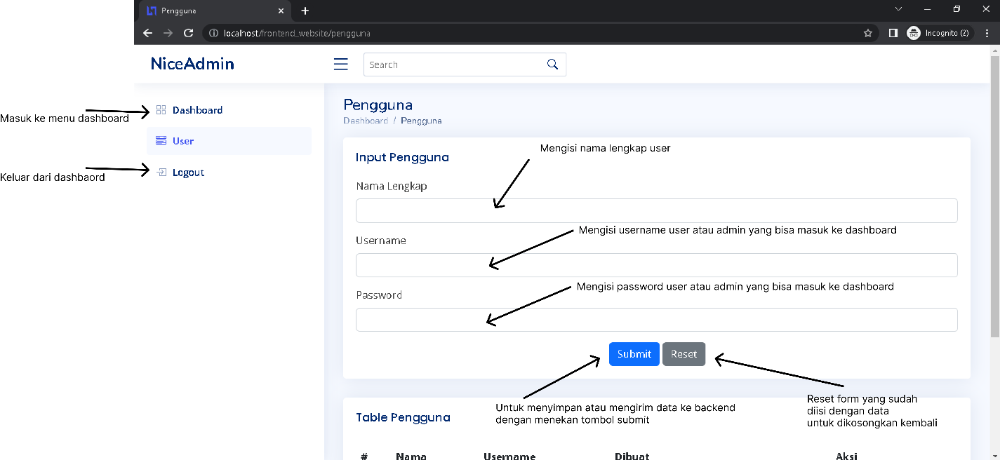 Pengguna
localhost/frontend_website/pengguna
Incognito (2)
NiceAdmin
Search
Masuk ke menu dashboard
Dashboard
User
Keluar dari dashbaord
Logout
Pengguna
Dashboard / Pengguna
Input Pengguna
Mengisi nama lengkap user
Nama Lengkap
Mengisi username user atau admin yang bisa masuk ke dashboard
Username
Mengisi password user atau admin yang bisa masuk ke dashboard
Password
Submit Reset
Untuk menyimpan atau mengirim data ke backend
dengan menekan tombol submit
Reset form yang sudah
diisi dengan data
untuk dikosongkan kembali
Table Pengguna
# Nama Username Dibuat Aksi